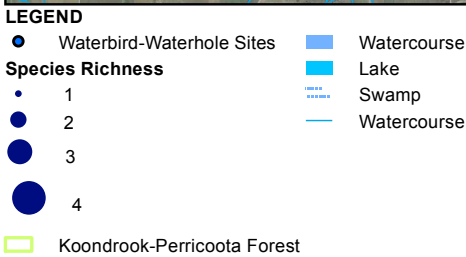 LEGEND
Waterbird-Waterhole Sites
Species Richness
1
2
3
4
Koondrook-Perricoota Forest
Watercourse
Lake
Swamp
Watercourse